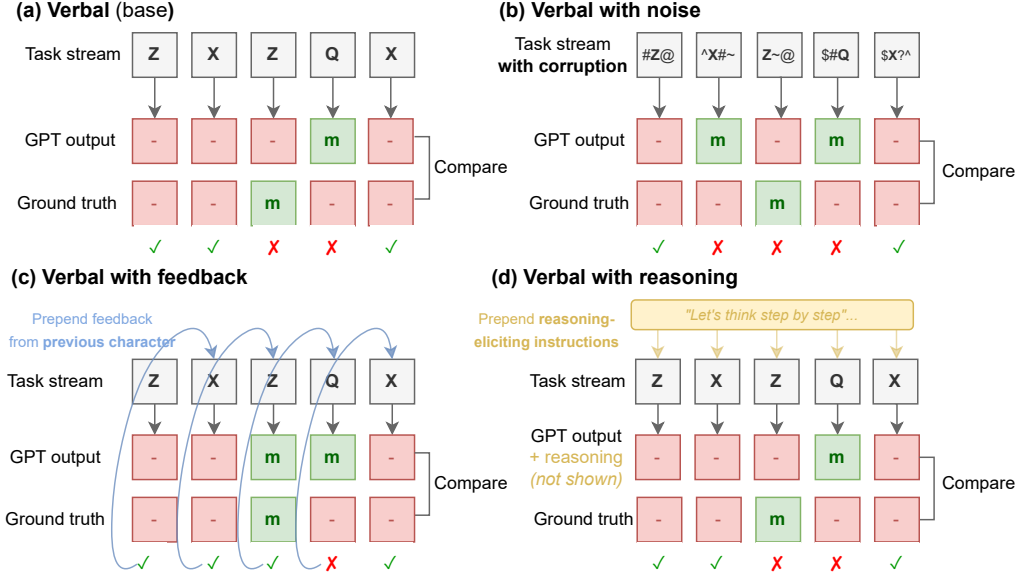 (a) Verbal (base)
Task stream
Z X Z Q X
GPT output
- - - m -
Compare
Ground truth
- - m - -
✓ ✓ ✗ ✗ ✓
(b) Verbal with noise
Task stream
with corruption
#Z@ ^X#~ Z~@ $#Q $X?^
GPT output
- m - m -
Compare
Ground truth
- - m - -
✓ ✗ ✗ ✗ ✓
(c) Verbal with feedback
Prepend feedback
from previous character
Task stream
Z X Z Q X
GPT output
- - m m -
Compare
Ground truth
- - m - -
✓ ✓ ✓ ✗ ✓
(d) Verbal with reasoning
Prepend reasoning-
eliciting instructions
"Let's think step by step"...
Task stream
Z X Z Q X
GPT output
+ reasoning
(not shown)
- - - m -
Compare
Ground truth
- - m - -
✓ ✓ ✗ ✗ ✓